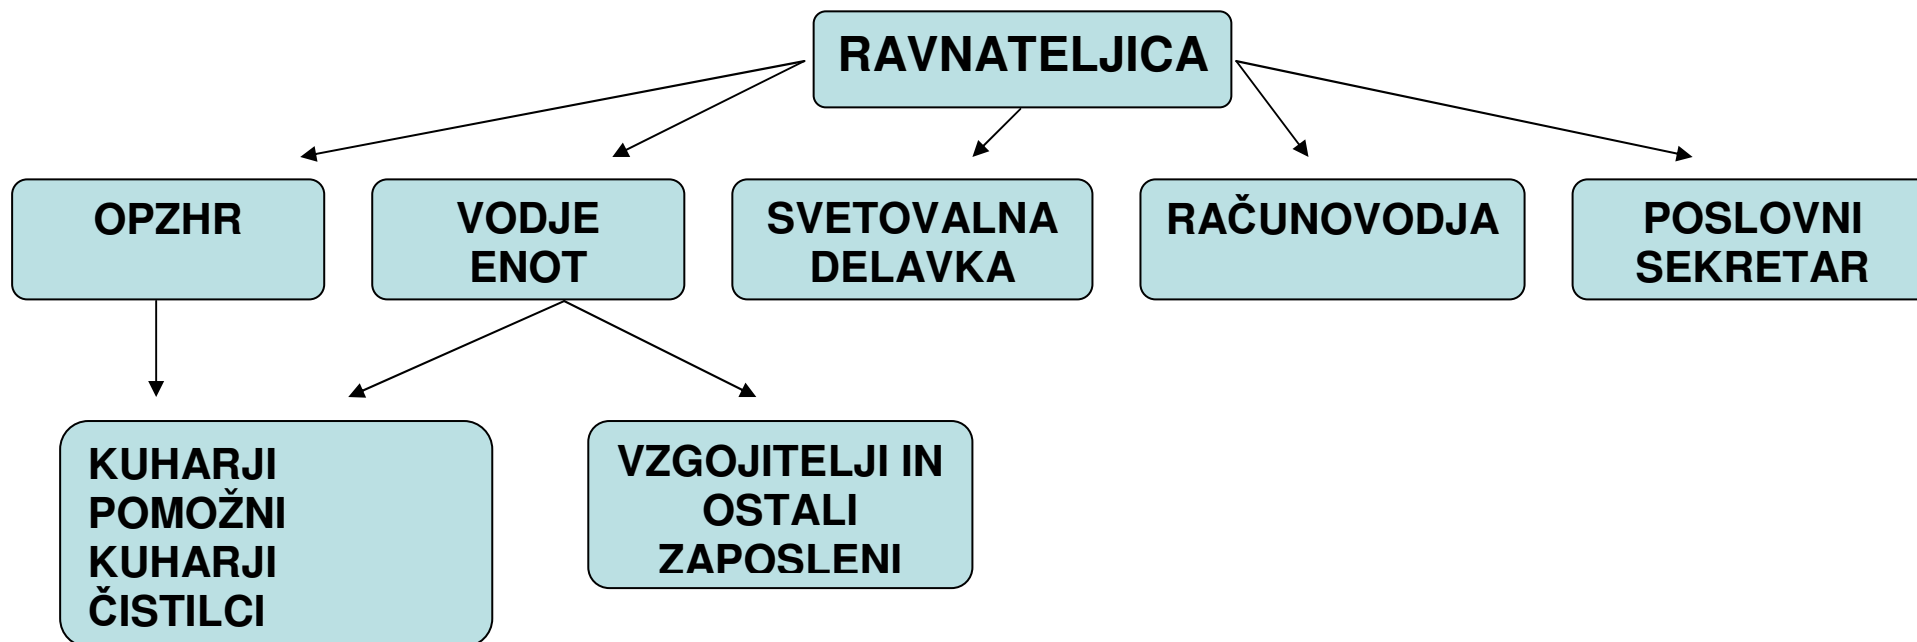 RAVNATELJICA
OPZHR
VODJE
ENOT
SVETOVALNA
DELAVKA
RAČUNOVODJA
POSLOVNI
SEKRETAR
KUHARJI
POMOŽNI
KUHARJI
ČISTILCI
VZGOJITELJI IN
OSTALI
ZAPOSLENI